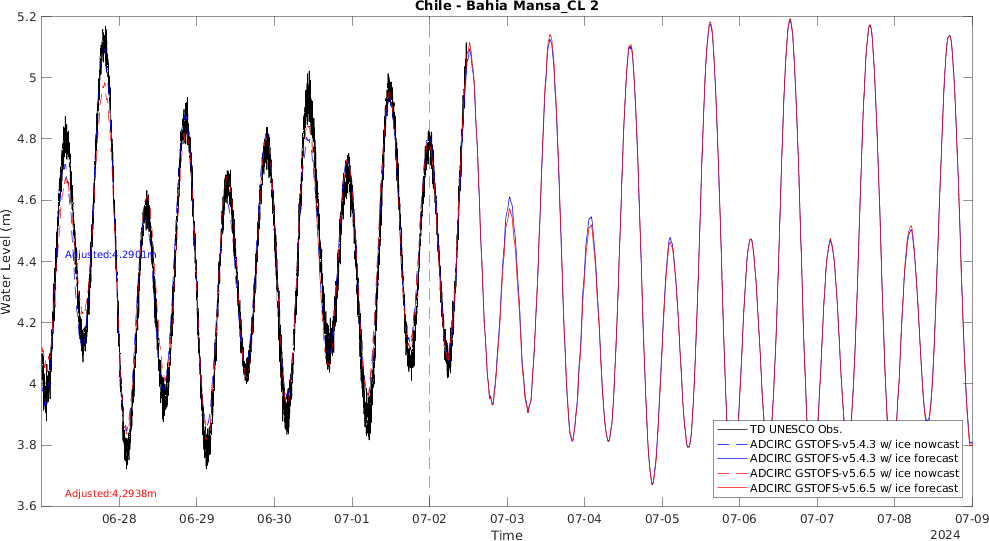 Chile - Bahia Mansa_CL 2
5.2
5
4.8
4.6
4.4
4.2
4
3.8
3.6
Water Level (m)
Adjusted:4.2901m
Adjusted:4.2938m
TD UNESCO Obs.
ADCIRC GSTOFS-v5.4.3 w/ ice nowcast
ADCIRC GSTOFS-v5.4.3 w/ ice forecast
ADCIRC GSTOFS-v5.6.5 w/ ice nowcast
ADCIRC GSTOFS-v5.6.5 w/ ice forecast
06-28 06-29 06-30 07-01 07-02 07-03 07-04 07-05 07-06 07-07 07-08 07-09
Time
2024